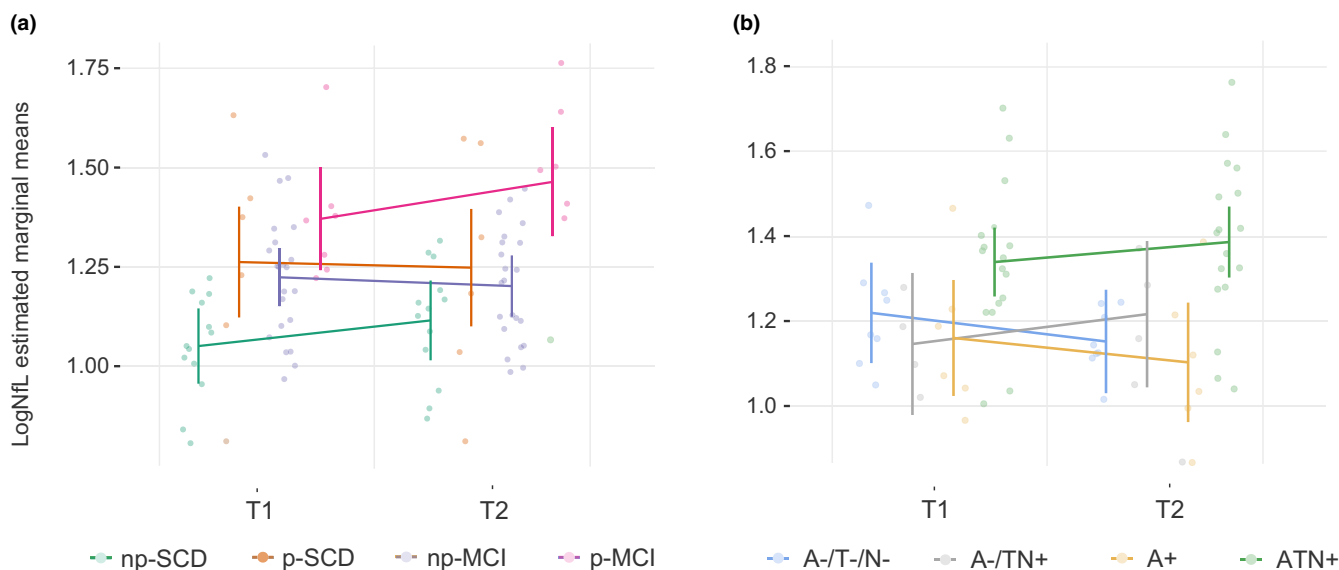 (a)
(b)
LogNfL estimated marginal means
1.75
1.50
1.25
1.00
T1
T2
np-SCD
p-SCD
np-MCI
p-MCI
1.8
1.6
1.4
1.2
1.0
T1
T2
A-/T-/N-
A-/TN+
A+
ATN+